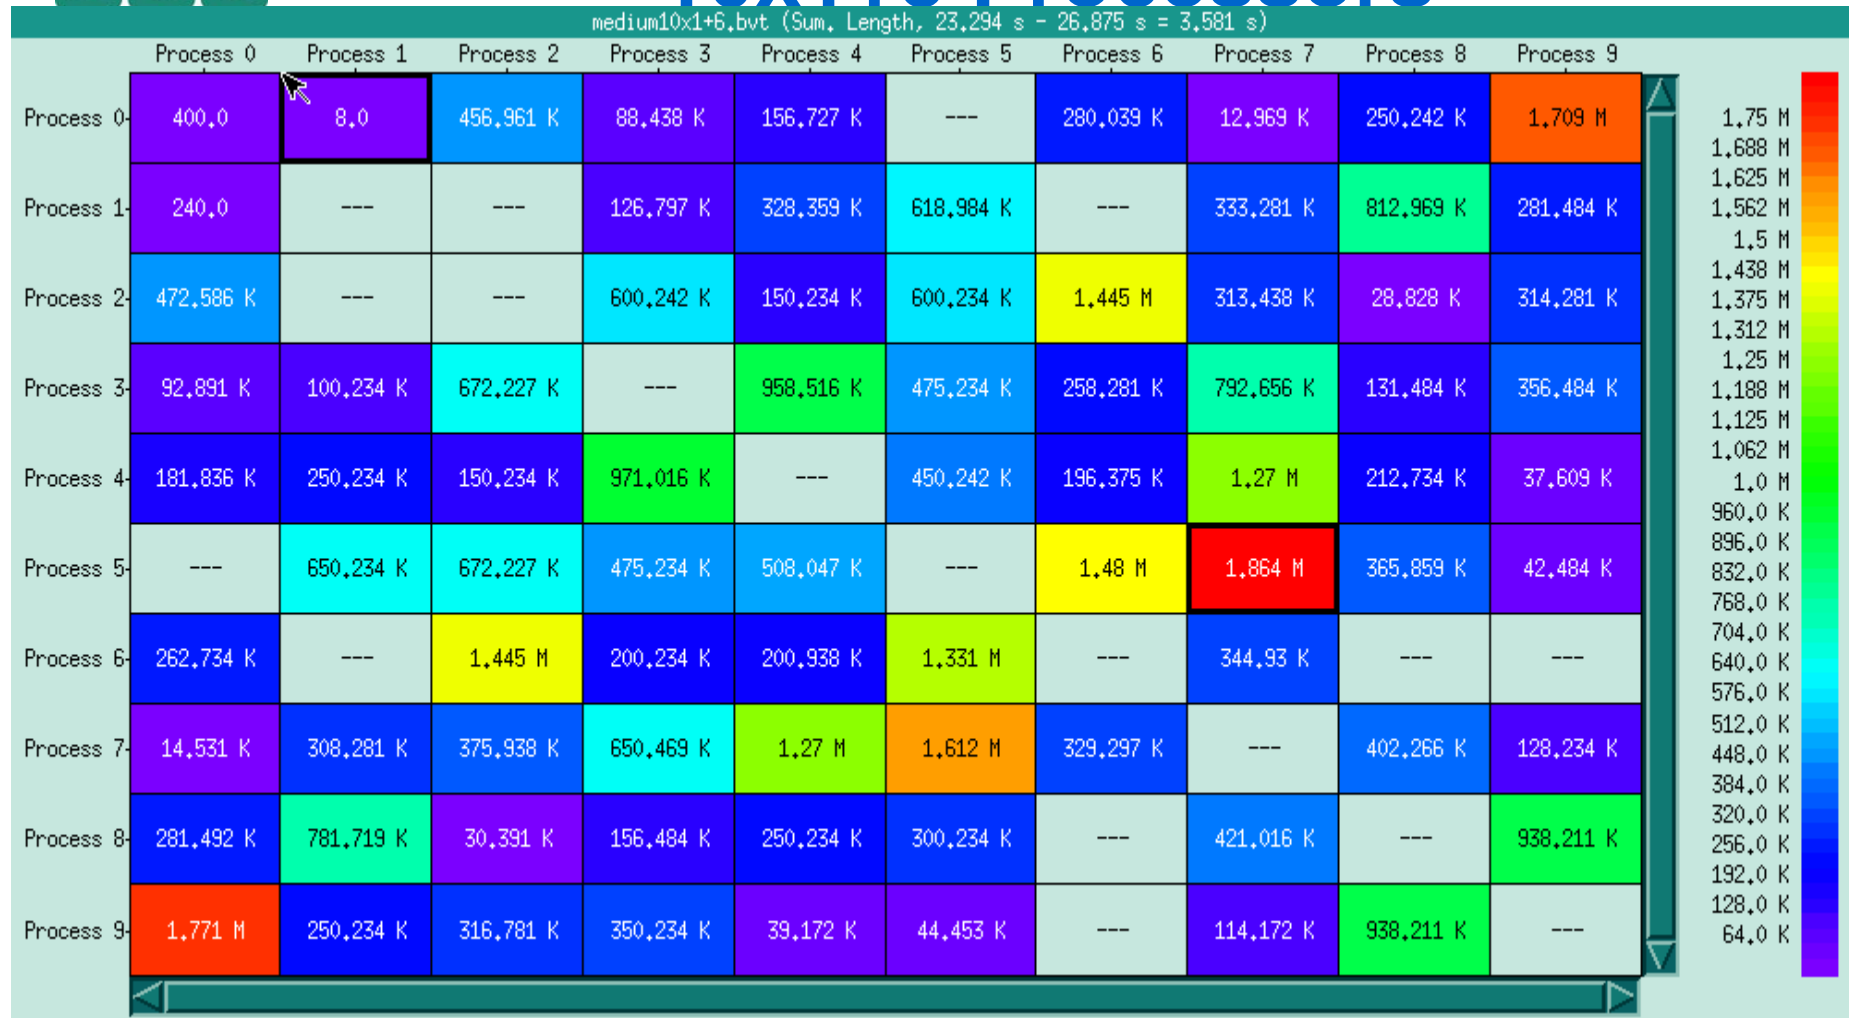 medium10x1+6.bvt (Sum. Length, 23.294 s - 26.875 s = 3.581 s)
Process 0 Process 1 Process 2 Process 3 Process 4 Process 5 Process 6 Process 7 Process 8 Process 9
Process 0 400.0 8.0 456.961 K 88.438 K 156.727 K --- 280.039 K 12.969 K 250.242 K 1.709 M
Process 1 240.0 --- --- 126.797 K 328.359 K 618.984 K --- 333.281 K 812.969 K 281.484 K
Process 2 472.586 K --- --- 600.242 K 150.234 K 600.234 K 1.445 M 313.438 K 28.828 K 314.281 K
Process 3 92.891 K 100.234 K 672.227 K --- 958.516 K 475.234 K 258.281 K 792.656 K 131.484 K 356.484 K
Process 4 181.836 K 250.234 K 150.234 K 971.016 K --- 450.242 K 196.375 K 1.27 M 212.734 K 37.609 K
Process 5 --- 650.234 K 672.227 K 475.234 K 508.047 K --- 1.48 M 1.864 M 365.859 K 42.484 K
Process 6 262.734 K --- 1.445 M 200.234 K 200.938 K 1.331 M --- 344.93 K --- ---
Process 7 14.531 K 308.281 K 375.938 K 650.469 K 1.27 M 1.612 M 329.297 K --- 402.266 K 128.234 K
Process 8 281.492 K 781.719 K 30.391 K 156.484 K 250.234 K 300.234 K --- 421.016 K --- 938.211 K
Process 9 1.771 M 250.234 K 316.781 K 350.234 K 39.172 K 44.453 K --- 114.172 K 938.211 K ---
1.75 M
1.688 M
1.625 M
1.562 M
1.5 M
1.438 M
1.375 M
1.312 M
1.25 M
1.188 M
1.125 M
1.062 M
1.0 M
960.0 K
896.0 K
832.0 K
768.0 K
704.0 K
640.0 K
576.0 K
512.0 K
448.0 K
384.0 K
320.0 K
256.0 K
192.0 K
128.0 K
64.0 K